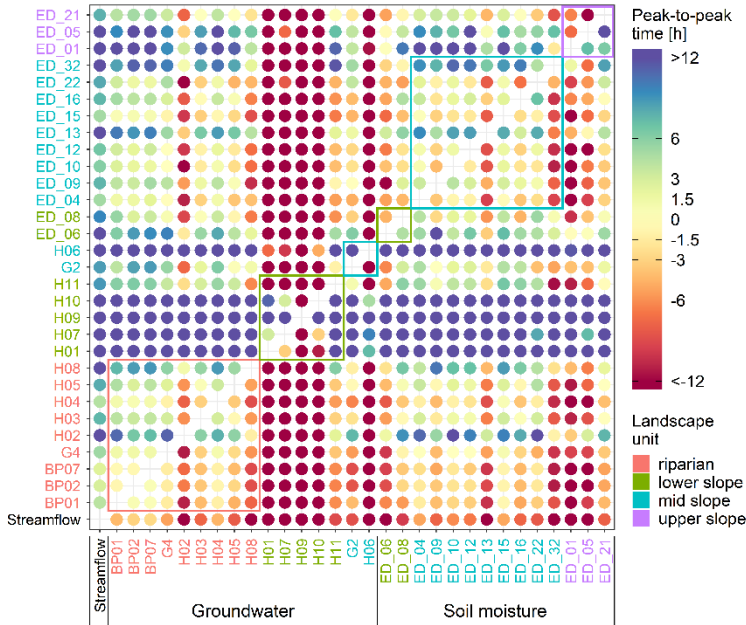 ED_21
ED_05
ED_01
ED_32
ED_22
ED_16
ED_15
ED_13
ED_12
ED_10
ED_09
ED_04
ED_08
ED_06
H06
G2
H11
H10
H09
H07
H01
H08
H05
H04
H03
H02
G4
BP07
BP02
BP01
Streamflow
Streamflow
BP01
BP02
BP07
G4
H02
H03
H04
H05
H08
H01
H07
H09
H10
H11
G2
H06
ED_06
ED_08
ED_04
ED_09
ED_10
ED_12
ED_13
ED_15
ED_16
ED_22
ED_32
ED_01
ED_05
ED_21
Groundwater
Soil moisture
Peak-to-peak
time [h]
>12
6
3
1.5
0
-1.5
-3
-6
<-12
Landscape
unit
riparian
lower slope
mid slope
upper slope